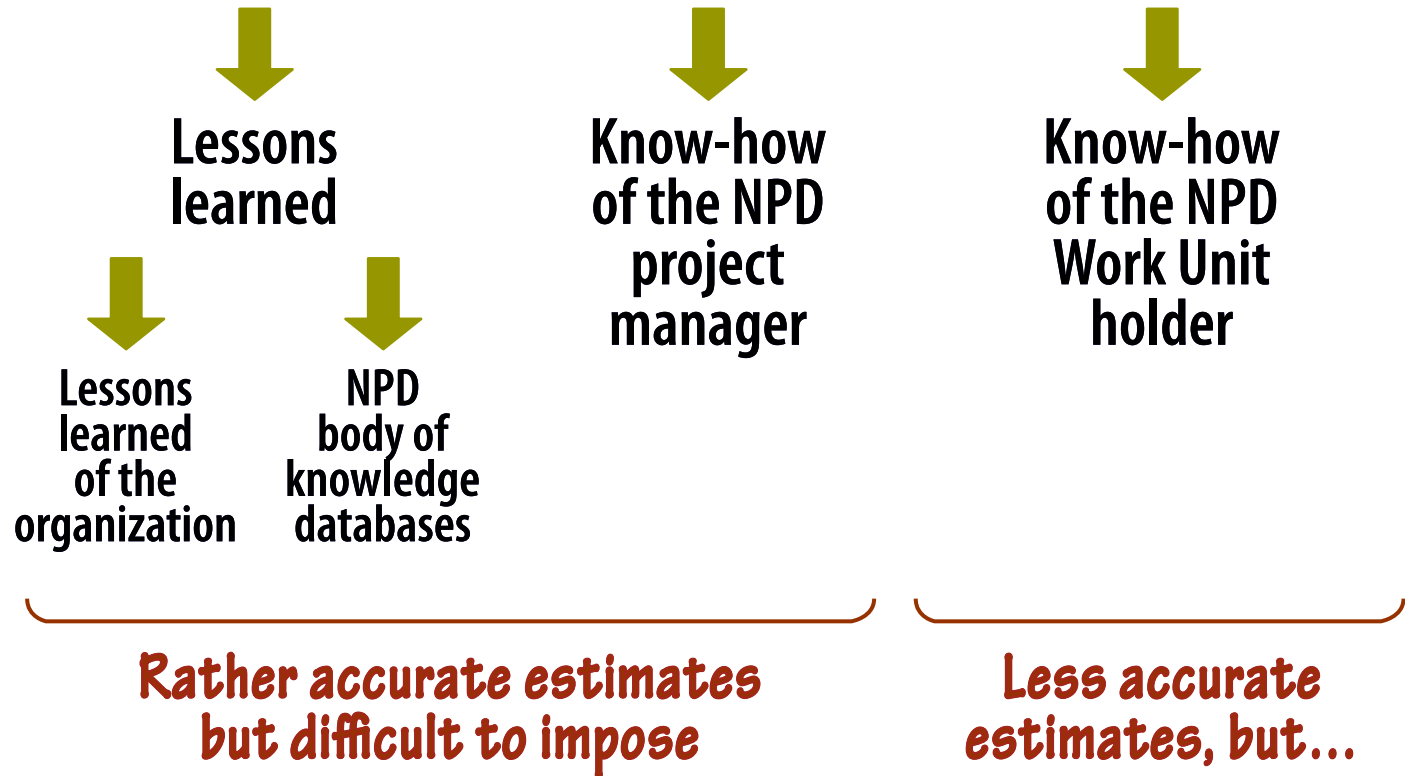 Lessons
learned
Know-how
of the NPD
project
manager
Know-how
of the NPD
Work Unit
holder
Lessons
learned
of the
organization
NPD
body of
knowledge
databases
Rather accurate estimates
but difficult to impose
Less accurate
estimates, but...